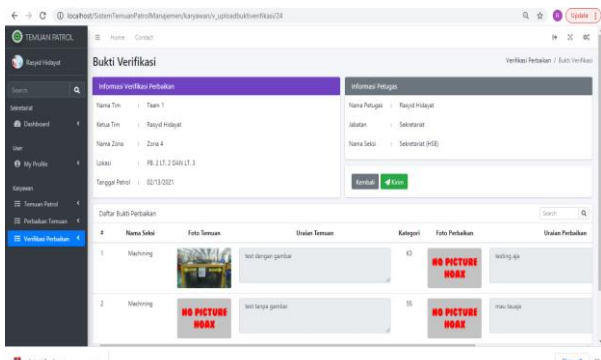 localhost/SistemTemuanPatrolManajemen/karyawan/v_uploadbuktiverifikasi/24
R
Update
TEMUAN PATROL
Home Contact
Rasyid Hidayat
Bukti Verifikasi
Verifikasi Perbaikan / Bukti Verifikasi
Search
Informasi Verifikasi Perbaikan
Informasi Petugas
Sekretariat
Dashboard
User
My Profile
Karyawan
Temuan Patrol
Perbaikan Temuan
Verifikasi Perbaikan
Nama Tim : Team 1
Ketua Tim : Rasyid Hidayat
Nama Zona : Zona 4
Lokasi : PB. 2 LT. 2 DAN LT. 3
Tanggal Patrol : 02/13/2021
Nama Petugas : Rasyid Hidayat
Jabatan : Sekretariat
Nama Seksi : Sekretariat (HSE)
Kembali Kirim
Daftar Bukti Perbaikan
Search
# Nama Seksi Foto Temuan Uraian Temuan Kategori Foto Perbaikan Uraian Perbaikan
1 Machining test dengan gambar NO PICTURE HOAX testing aja
2 Machining NO PICTURE HOAX test tanpa gambar NO PICTURE HOAX